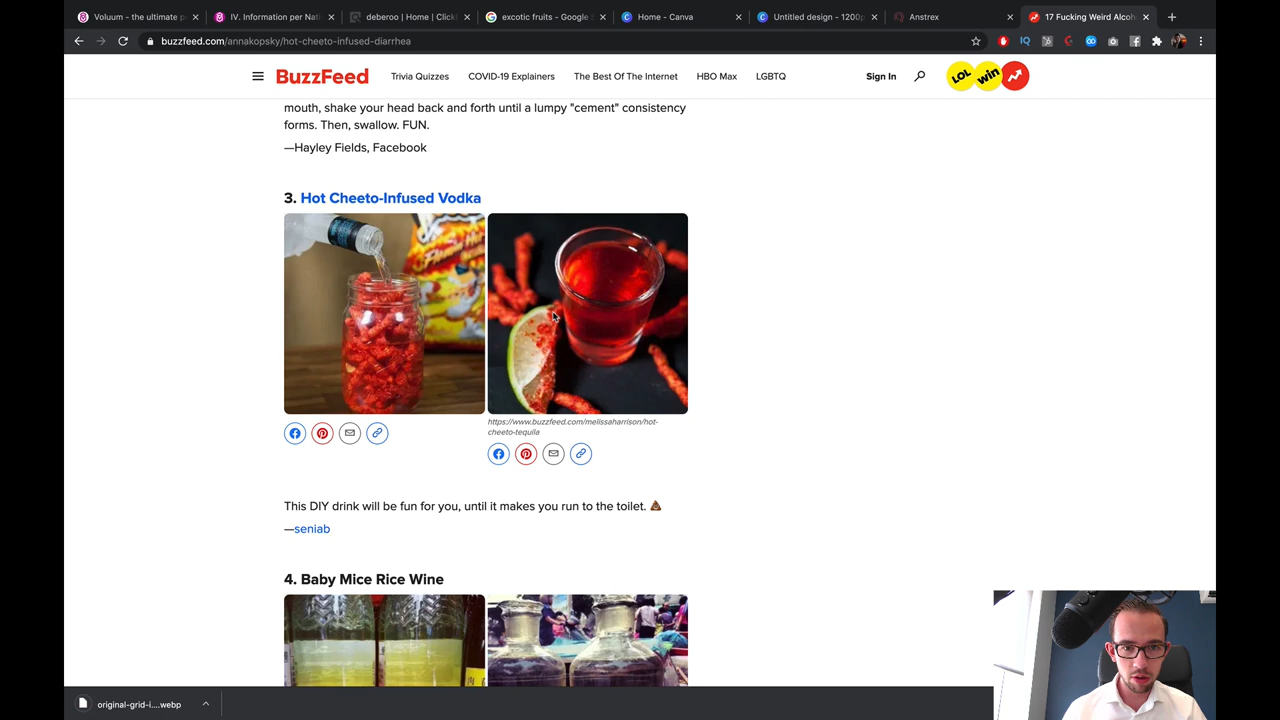 Voluum - the ultimate p
IV. Information per Nati
deberoo | Home | Click
excotic fruits - Google
Home - Canva
Untitled design - 1200p
Anstrex
17 Fucking Weird Alcoh
buzzfeed.com/annakopsky/hot-cheeto-infused-diarrhea
BuzzFeed
Trivia Quizzes
COVID-19 Explainers
The Best Of The Internet
HBO Max
LGBTQ
Sign In
LOL
win
mouth, shake your head back and forth until a lumpy "cement" consistency
forms. Then, swallow. FUN.
—Hayley Fields, Facebook
3. Hot Cheeto-Infused Vodka
https://www.buzzfeed.com/melissaharrison/hot-
cheeto-tequila
This DIY drink will be fun for you, until it makes you run to the toilet. 💩
—seniab
4. Baby Mice Rice Wine
original-grid-i....webp